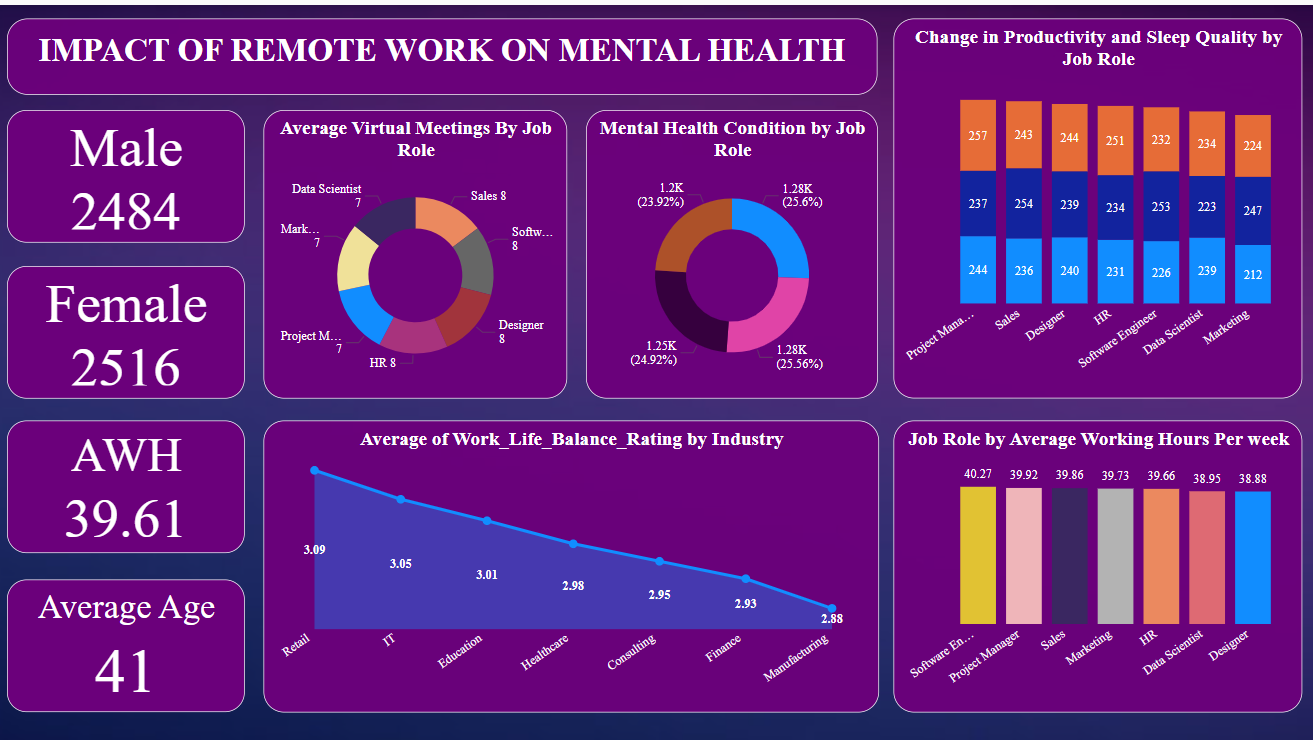 IMPACT OF REMOTE WORK ON MENTAL HEALTH
Male
2484
Female
2516
AWH
39.61
Average Age
41
Average Virtual Meetings By Job
Role
Data Scientist
7
Sales 8
Mark...
7
Softw...
8
Project M...
7
Designer
8
HR 8
Mental Health Condition by Job
Role
1.2K
(23.92%)
1.28K
(25.6%)
1.25K
(24.92%)
1.28K
(25.56%)
Change in Productivity and Sleep Quality by
Job Role
257 243 244 251 232 234 224
237 254 239 234 253 223 247
244 236 240 231 226 239 212
Project Mana... Sales Designer HR Software Engineer Data Scientist Marketing
Average of Work_Life_Balance_Rating by Industry
3.09 3.05 3.01 2.98 2.95 2.93 2.88
Retail IT Education Healthcare Consulting Finance Manufacturing
Job Role by Average Working Hours Per week
40.27 39.92 39.86 39.73 39.66 38.95 38.88
Software En... Project Manager Sales Marketing HR Data Scientist Designer